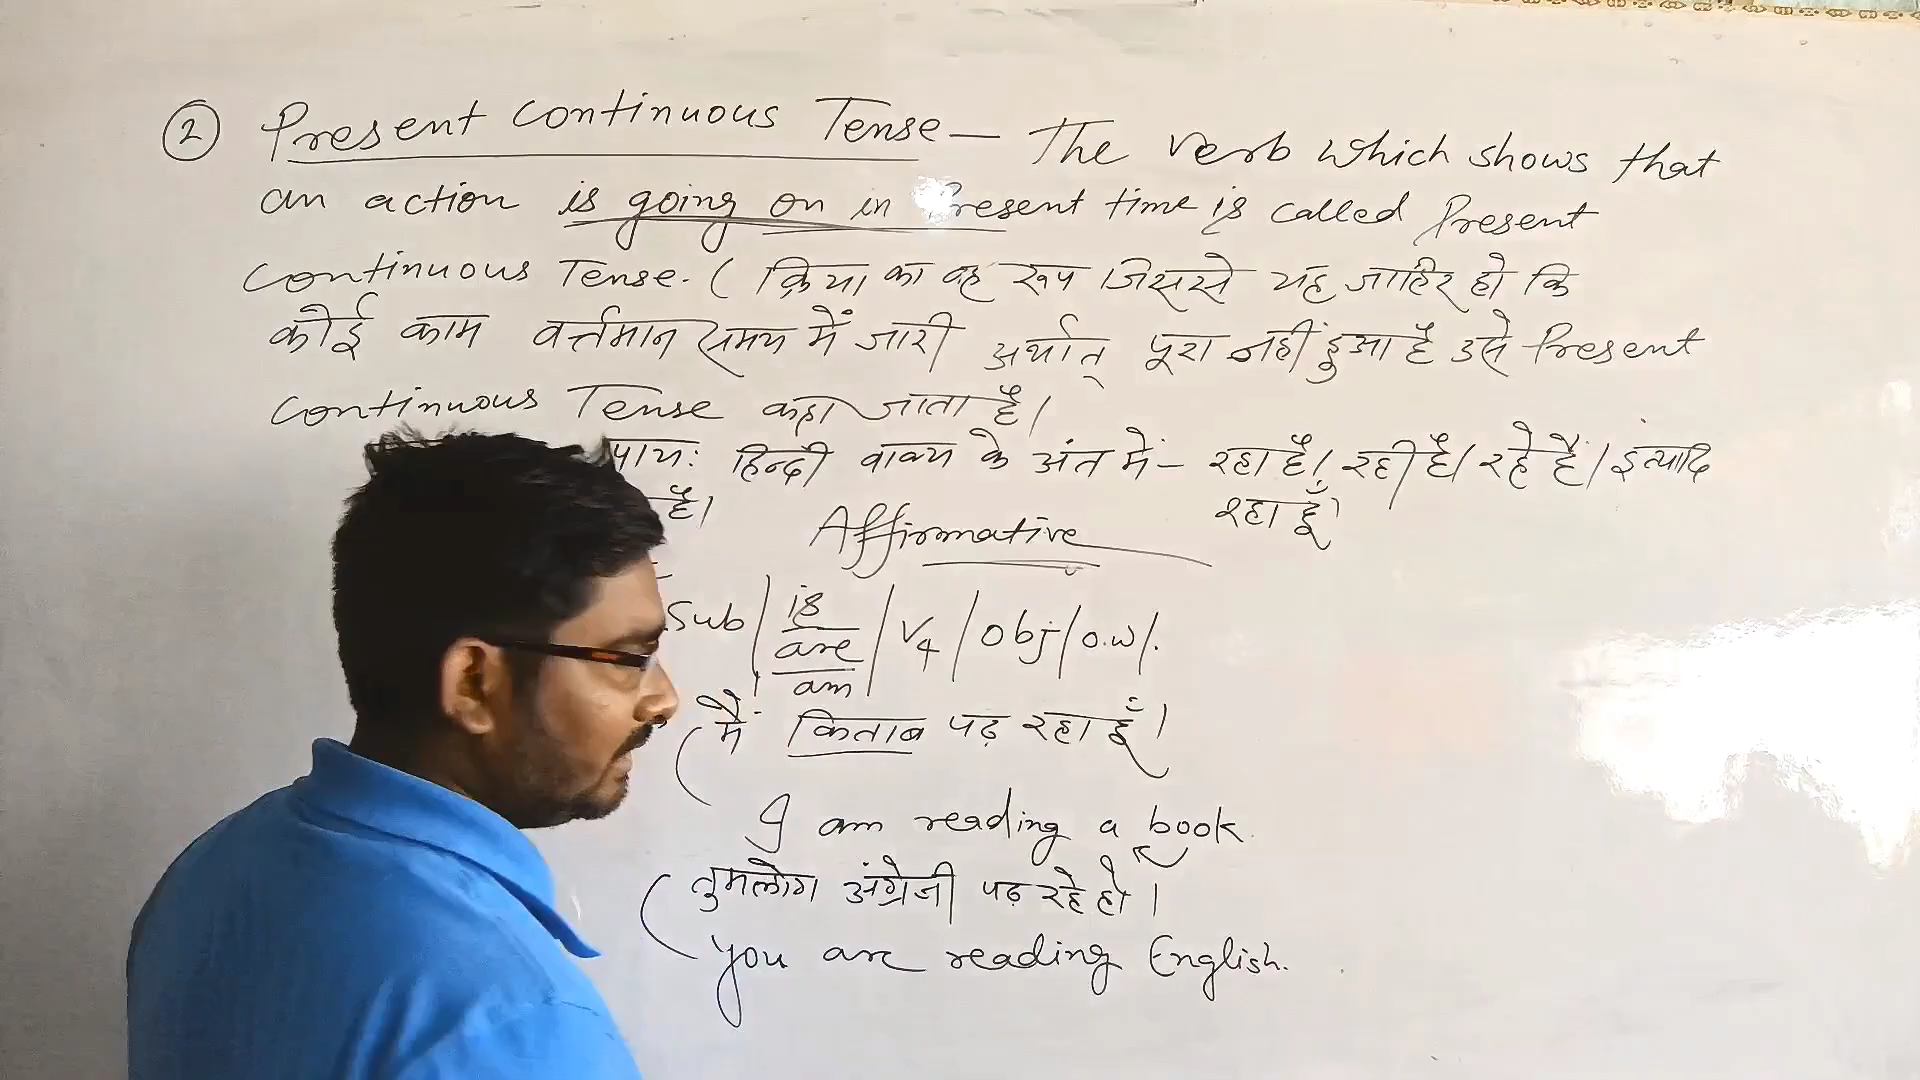 ② Present Continuous Tense — The verb which shows that
an action is going on in Present time is called Present
Continuous Tense. ( क्रिया का वह रूप जिससे यह जाहिर हो कि
कोई काम वर्त्तमान समय में जारी अर्थात् पूरा नहीं हुआ है उसे Present
Continuous Tense कहा जाता है।
प्रायः हिन्दी वाक्य के अंत में – रहा है। रही है। रहे हैं। इत्यादि
है। रहा हूँ
Affirmative
Sub | is / are / am | V4 | obj | o.w |.
मैं किताब पढ़ रहा हूँ।
I am reading a book.
तुमलोग अंग्रेजी पढ़ रहे हो।
You are reading English.